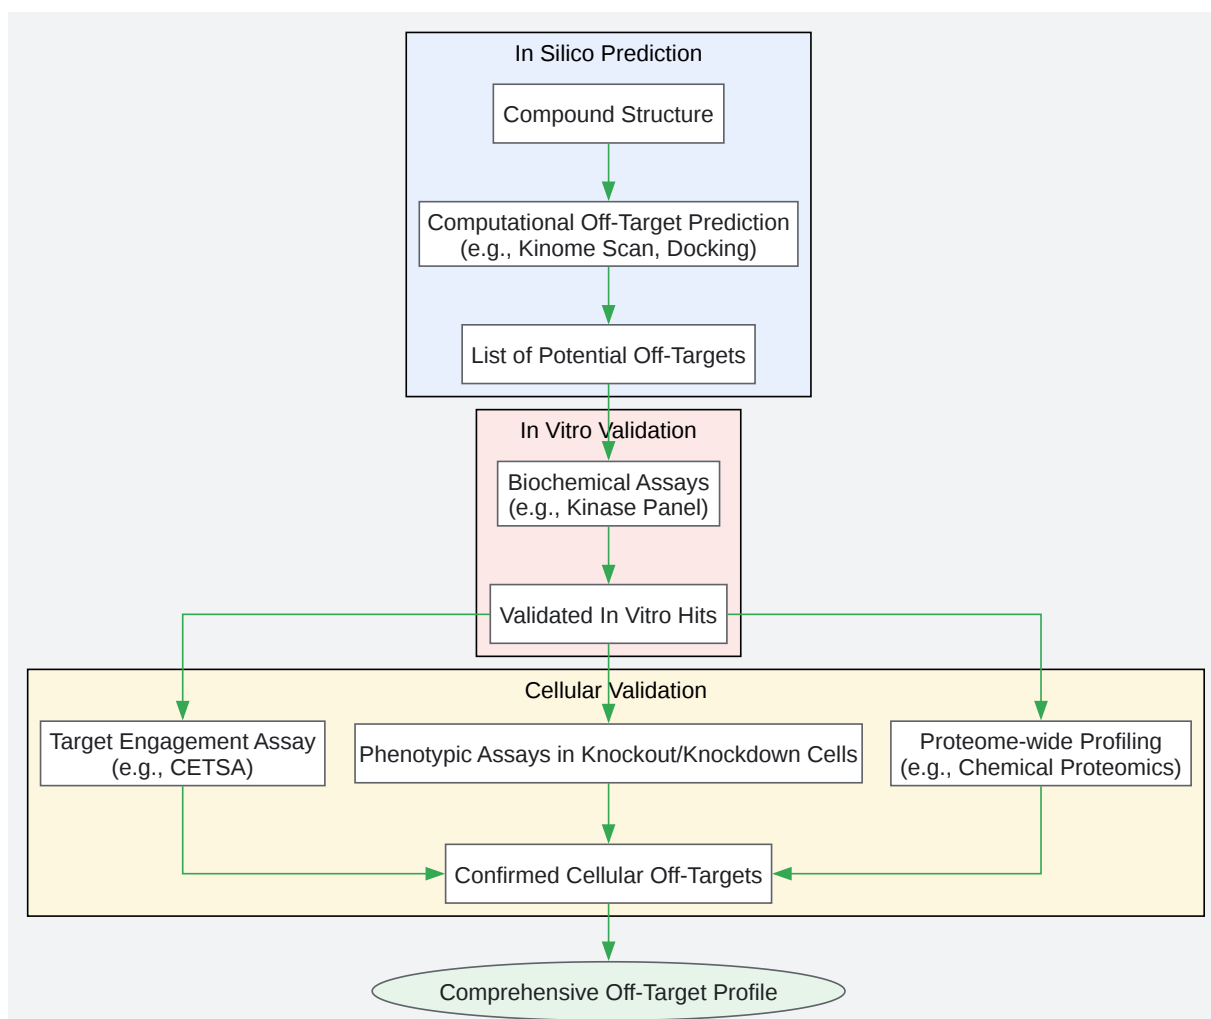 In Silico Prediction
Compound Structure
Computational Off-Target Prediction
(e.g., Kinome Scan, Docking)
List of Potential Off-Targets
In Vitro Validation
Biochemical Assays
(e.g., Kinase Panel)
Validated In Vitro Hits
Cellular Validation
Target Engagement Assay
(e.g., CETSA)
Phenotypic Assays in Knockout/Knockdown Cells
Proteome-wide Profiling
(e.g., Chemical Proteomics)
Confirmed Cellular Off-Targets
Comprehensive Off-Target Profile